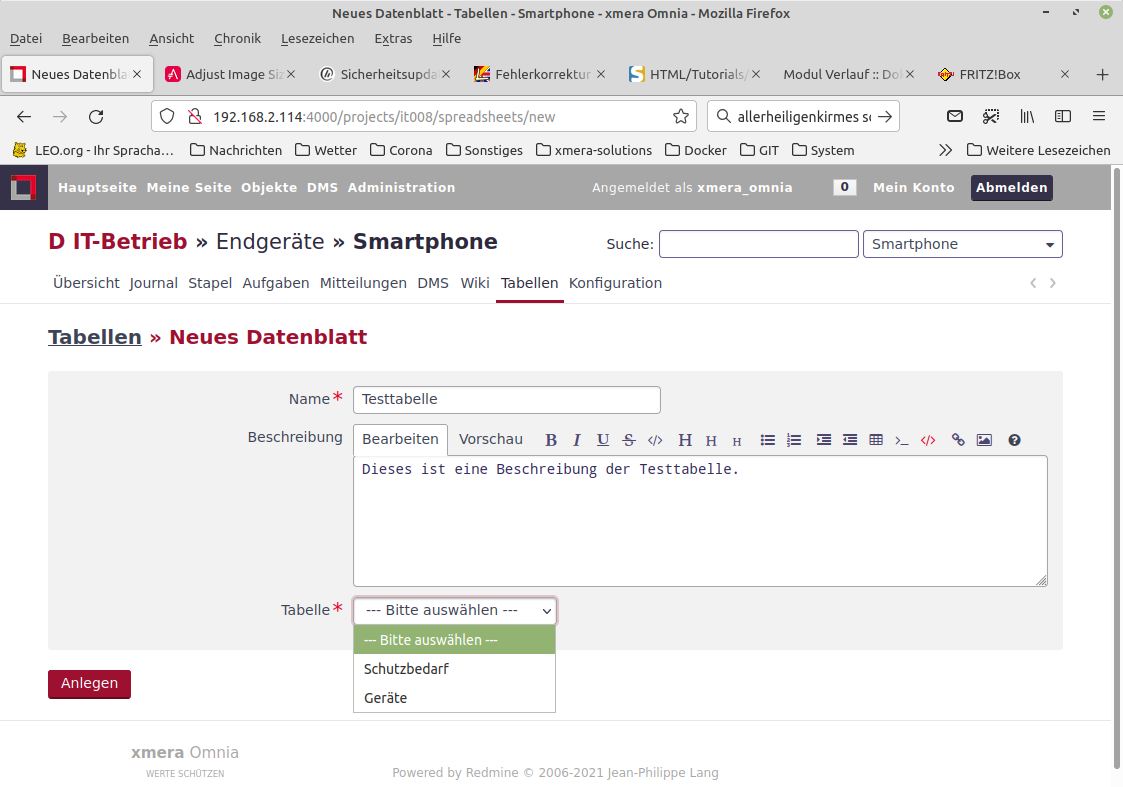 Neues Datenblatt - Tabellen - Smartphone - xmera Omnia - Mozilla Firefox
Datei Bearbeiten Ansicht Chronik Lesezeichen Extras Hilfe
Neues Datenbla Adjust Image Siz Sicherheitsupda Fehlerkorrektur HTML/Tutorials/ Modul Verlauf :: Dol FRITZ!Box
192.168.2.114:4000/projects/it008/spreadsheets/new allerheiligenkirmes so
LEO.org - Ihr Spracha… Nachrichten Wetter Corona Sonstiges xmera-solutions Docker GIT System Weitere Lesezeichen
Hauptseite Meine Seite Objekte DMS Administration Angemeldet als xmera_omnia 0 Mein Konto Abmelden
D IT-Betrieb » Endgeräte » Smartphone Suche: Smartphone
Übersicht Journal Stapel Aufgaben Mitteilungen DMS Wiki Tabellen Konfiguration
Tabellen » Neues Datenblatt
Name* Testtabelle
Beschreibung Bearbeiten Vorschau B I U S </> H H H >_ </> ?
Dieses ist eine Beschreibung der Testtabelle.
Tabelle* --- Bitte auswählen ---
--- Bitte auswählen ---
Schutzbedarf
Geräte
Anlegen
xmera Omnia
WERTE SCHÜTZEN
Powered by Redmine © 2006-2021 Jean-Philippe Lang